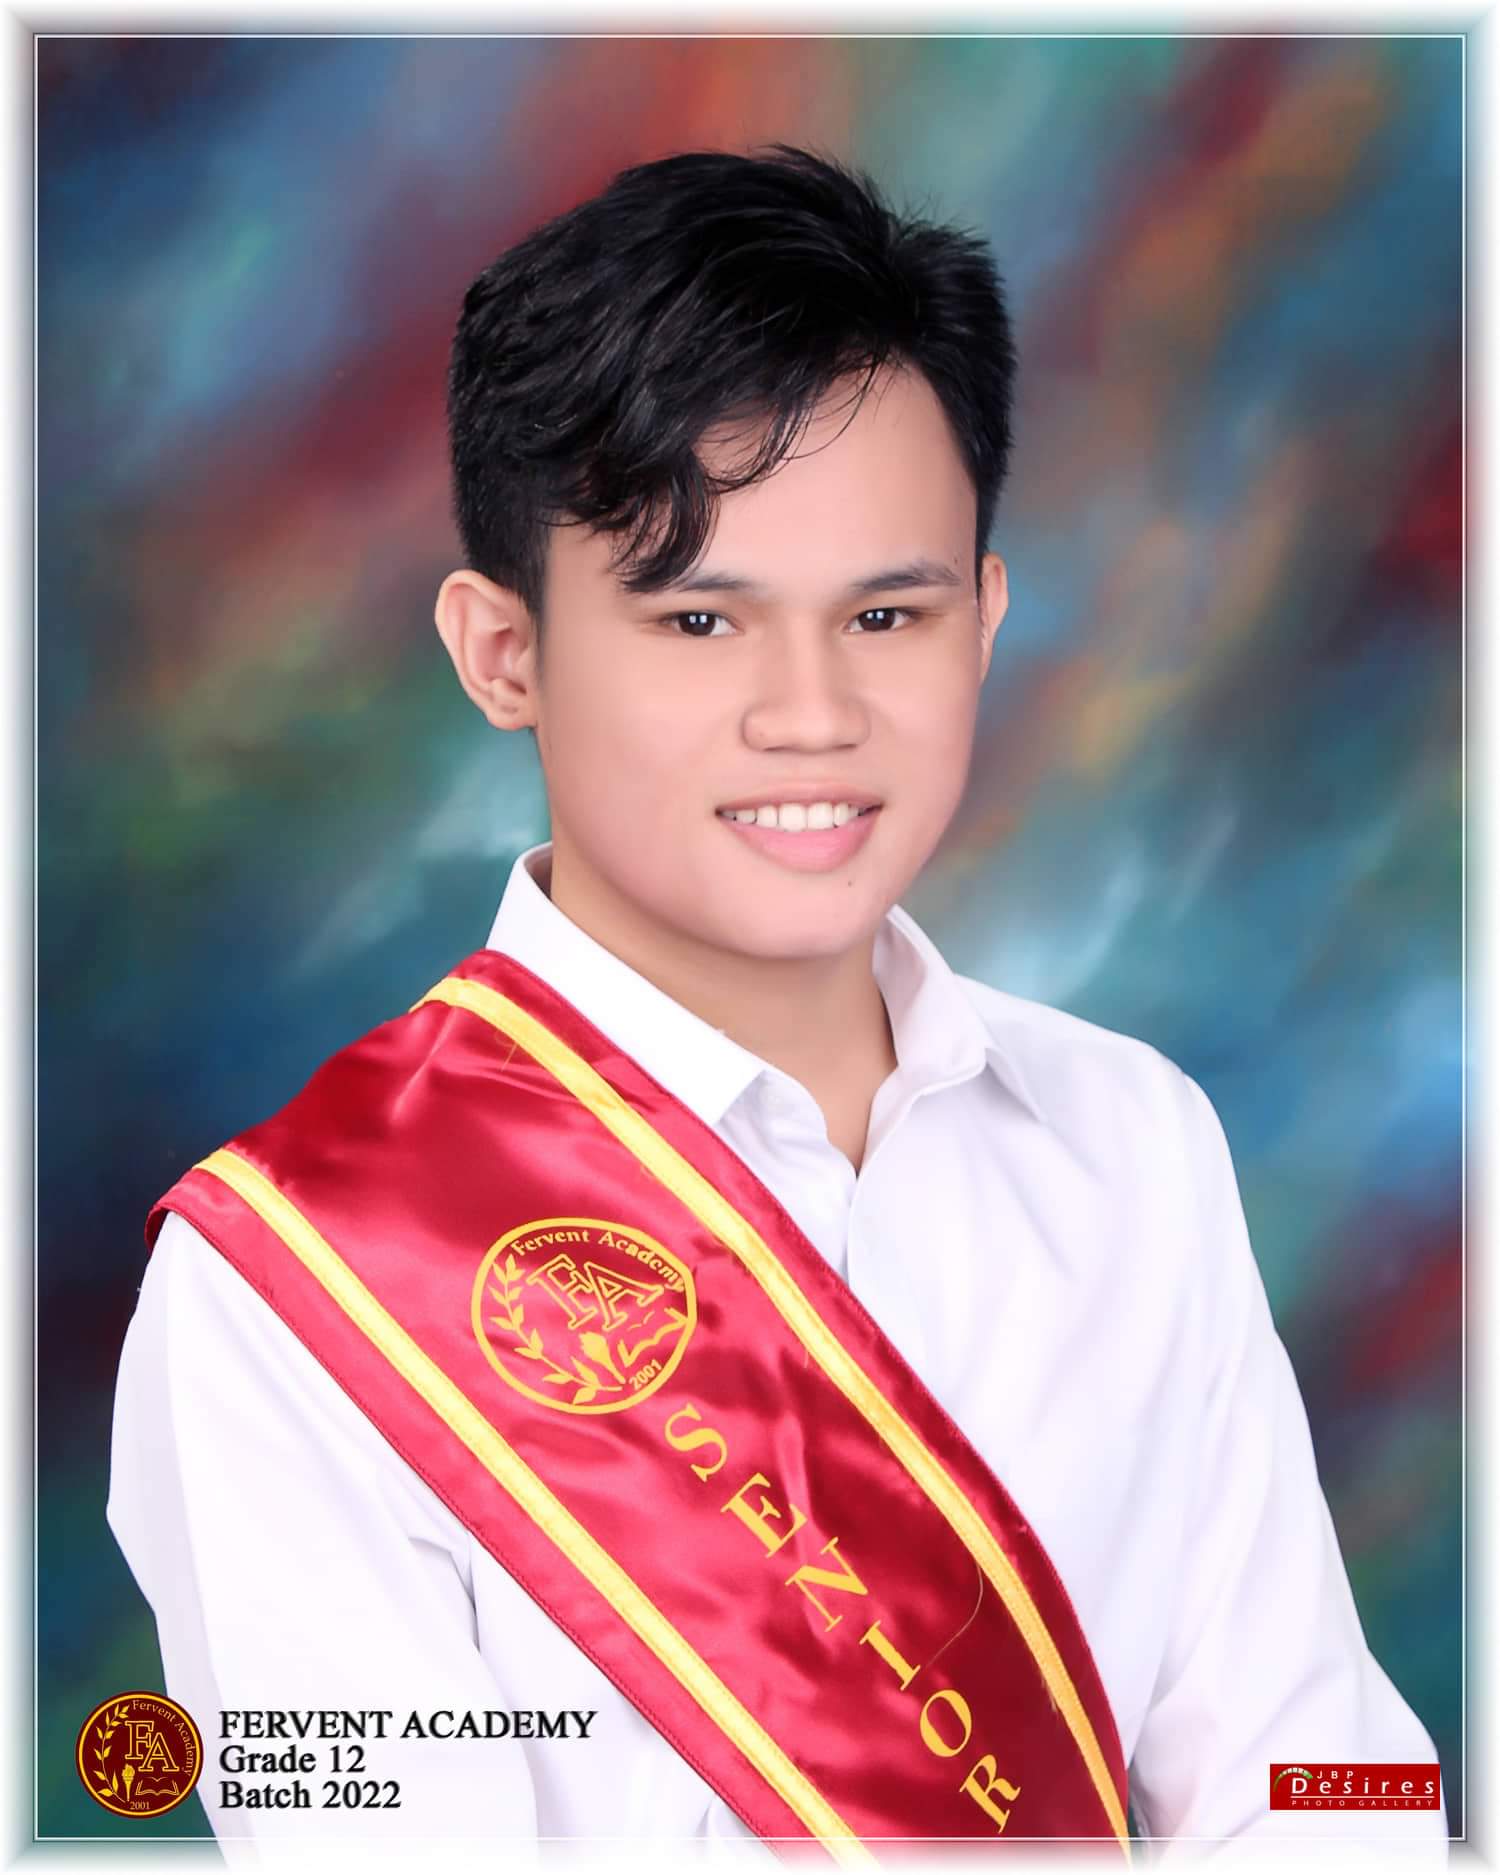 Fervent Academy
FA
2001
SENIOR
Fervent Academy
FA
2001
FERVENT ACADEMY
Grade 12
Batch 2022
JBP
Desires
PHOTO GALLERY